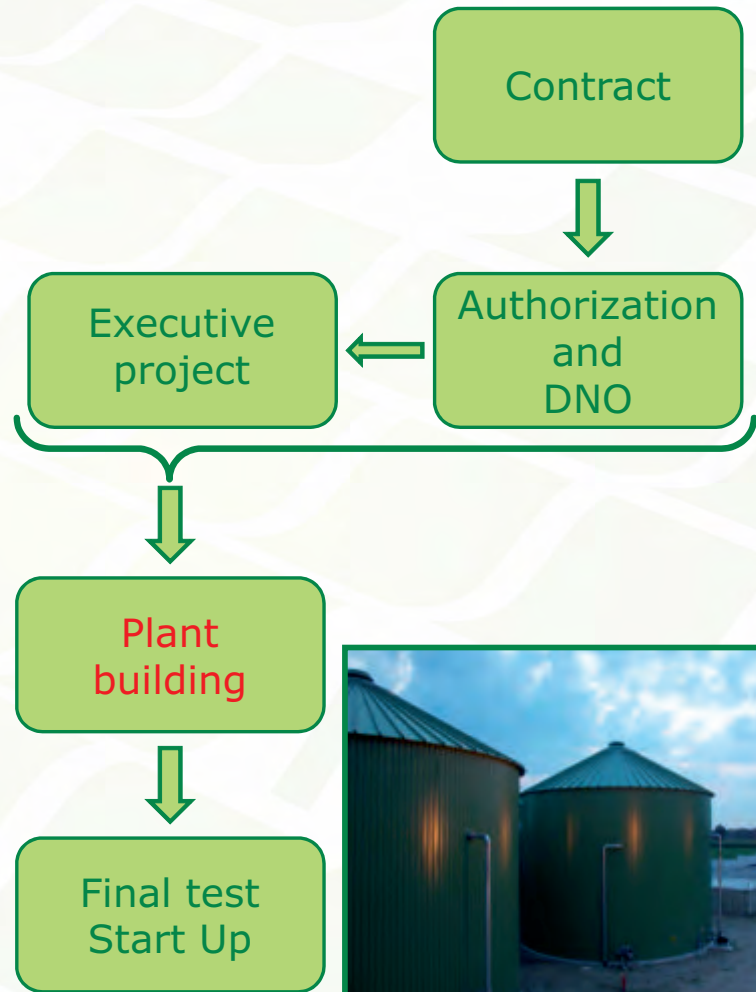 Contract
Authorization
and
DNO
Executive
project
Plant
building
Final test
Start Up